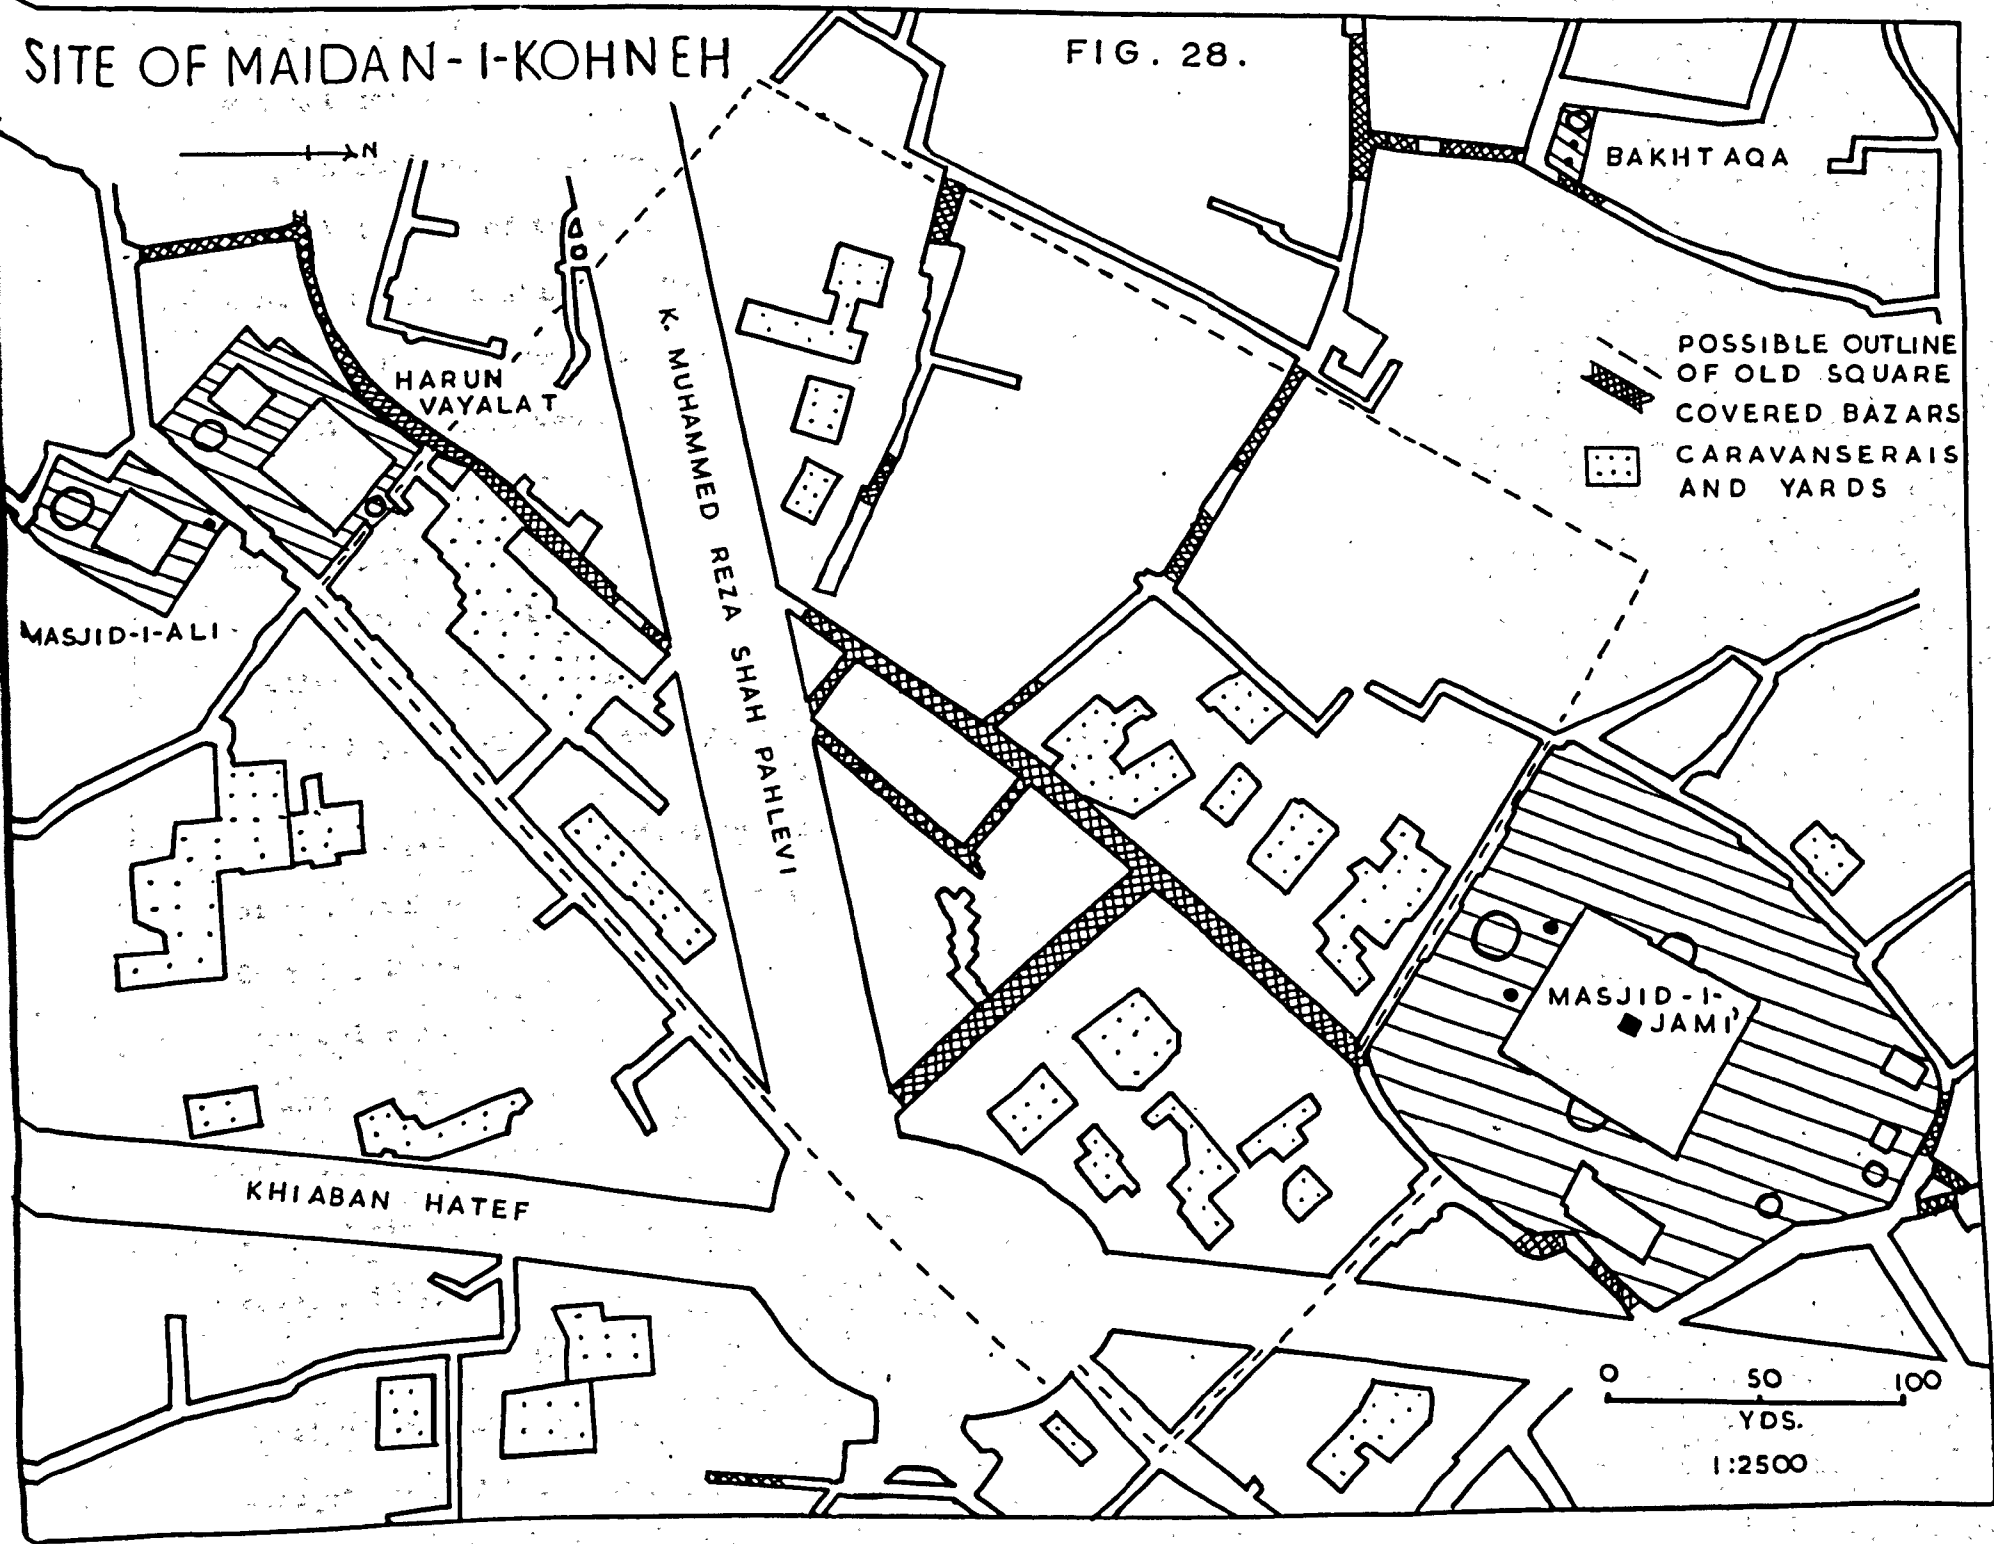 SITE OF MAIDAN-I-KOHNEH
FIG. 28.
N
BAKHTAQA
POSSIBLE OUTLINE
OF OLD SQUARE
COVERED BAZARS
CARAVANSERAIS
AND YARDS
HARUN
VAYALAT
K. MUHAMMED REZA SHAH PAHLEVI
MASJID-I-ALI
MASJID-I-
JAMI'
KHIABAN HATEF
0 50 100
YDS.
1:2500